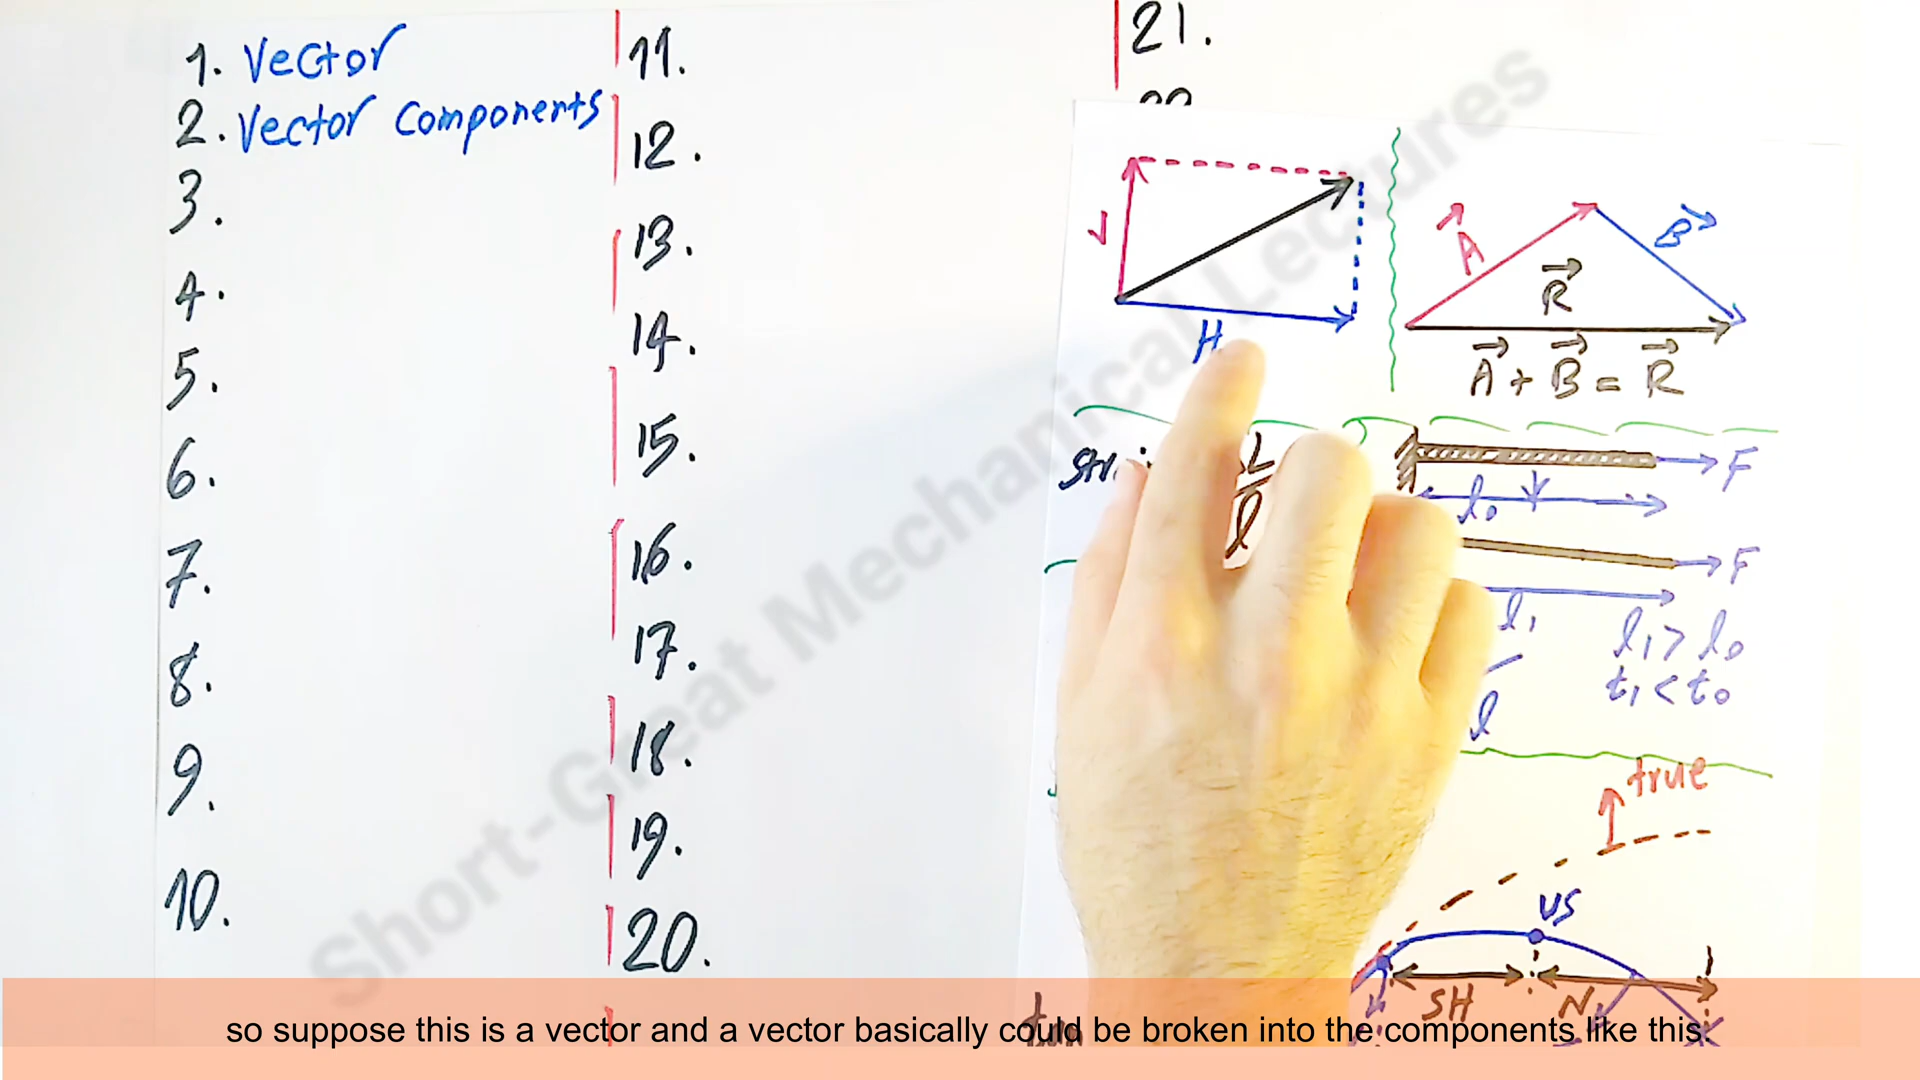 1. Vector
2. Vector Components
3.
4.
5.
6.
7.
8.
9.
10.
11.
12.
13.
14.
15.
16.
17.
18.
19.
20.
21.
V
H
A
B
R
A + B = R
F
l₀
F
l₁
l₁ > l₀
t₁ < t₀
l
true
US
SH
N
Short-Great Mechanical Lectures
so suppose this is a vector and a vector basically could be broken into the components like this.